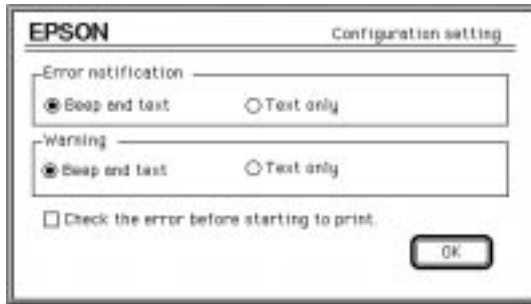 EPSON
Configuration setting
Error notification
Beep and text
Text only
Warning
Beep and text
Text only
Check the error before starting to print.
OK